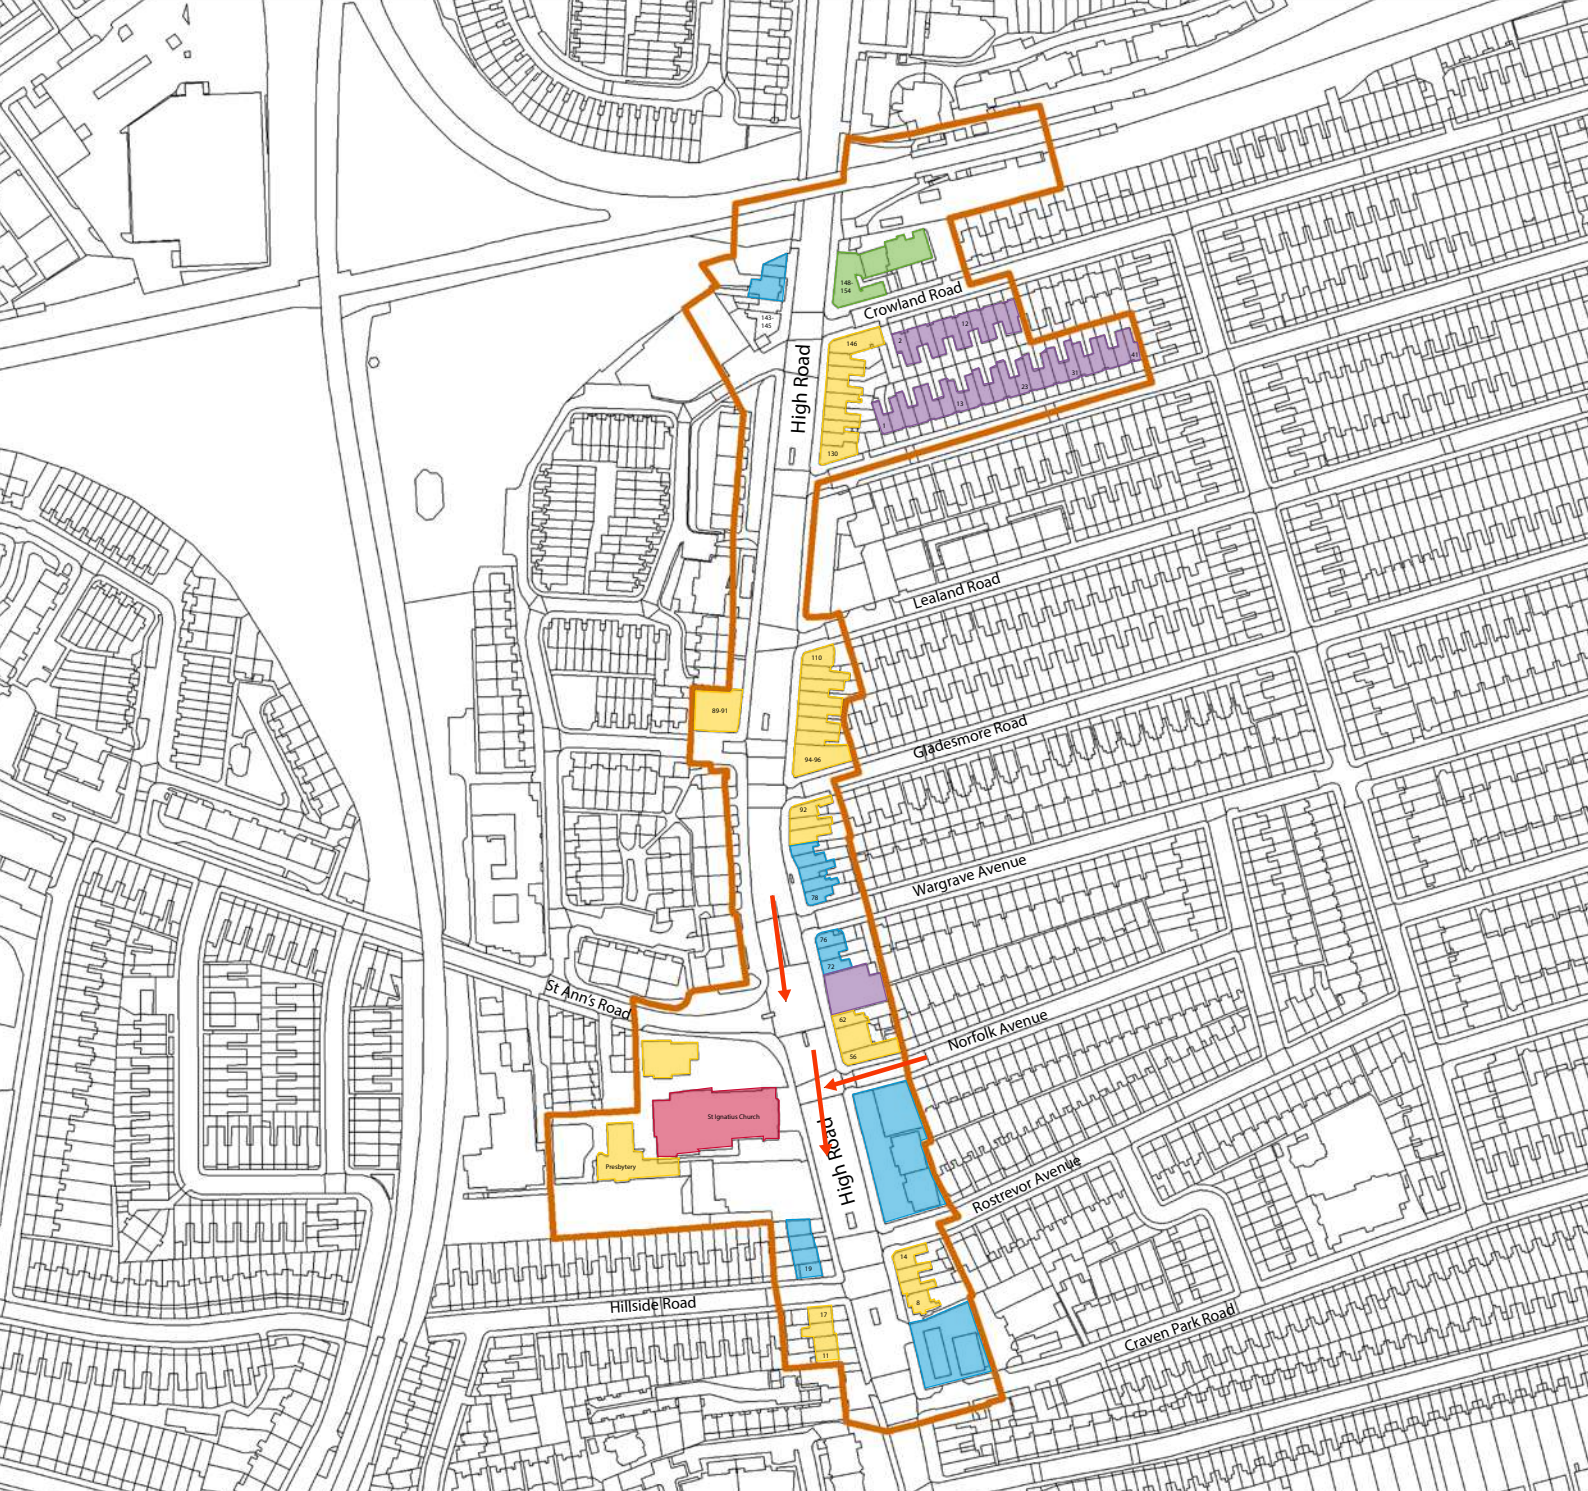 148-
154
Crowland Road
143-
145
146
2
12
High Road
41
31
23
13
1
130
Lealand Road
110
89-91
Gladesmore Road
94-96
92
Wargrave Avenue
78
76
72
St Ann's Road
62
Norfolk Avenue
56
St Ignatius Church
Presbytery
High Road
Rostrevor Avenue
14
19
8
Hillside Road
17
Craven Park Road
11